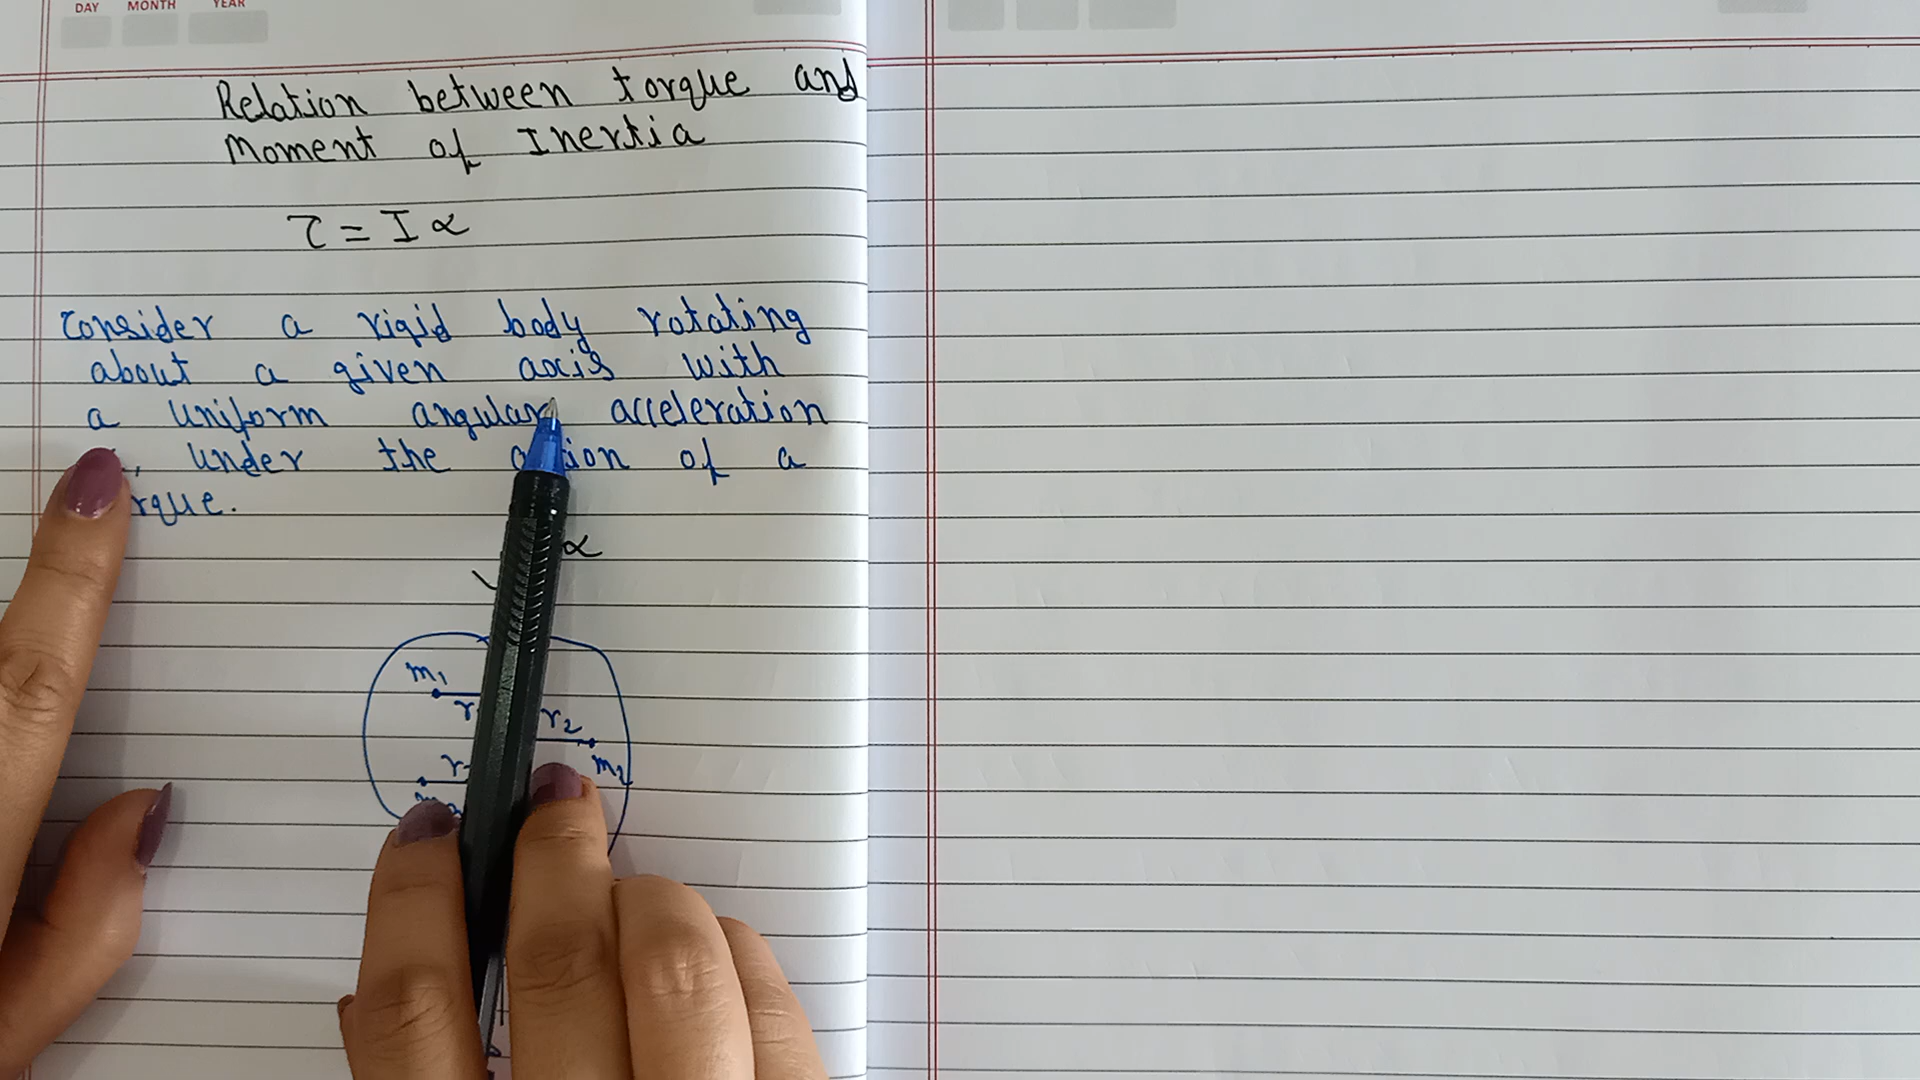 DAY MONTH YEAR
Relation between torque and
Moment of Inertia
τ = I α
Consider a rigid body rotating
about a given axis with
a uniform angular acceleration
, under the of a
rque.
α
m1
r2
m2